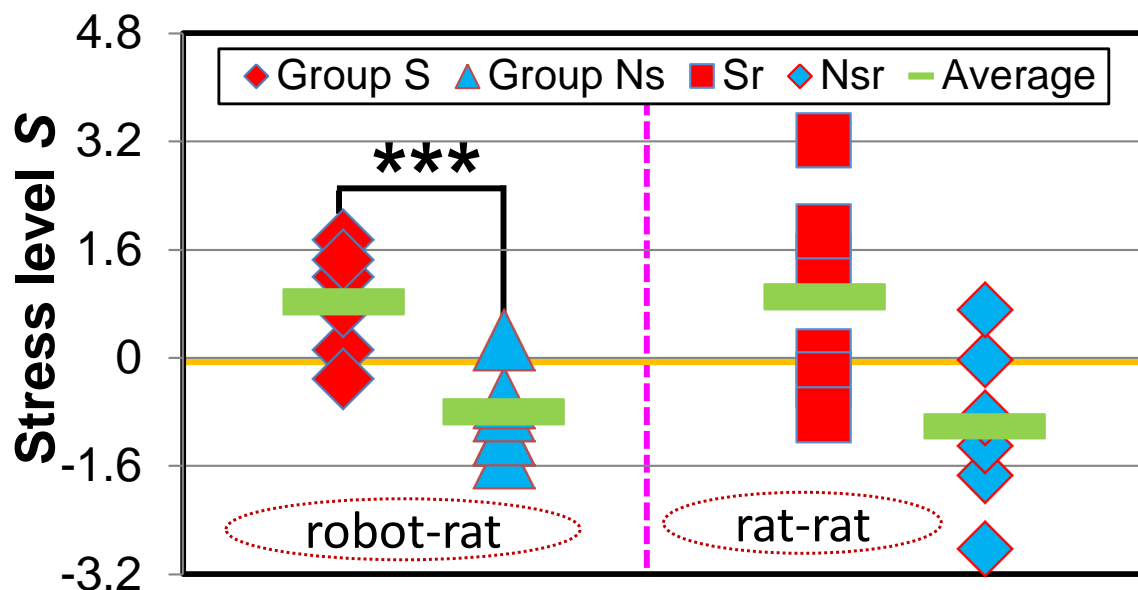 4.8
Group S Group Ns Sr Nsr Average
3.2
***
1.6
0
-1.6
robot-rat rat-rat
-3.2
Stress level S